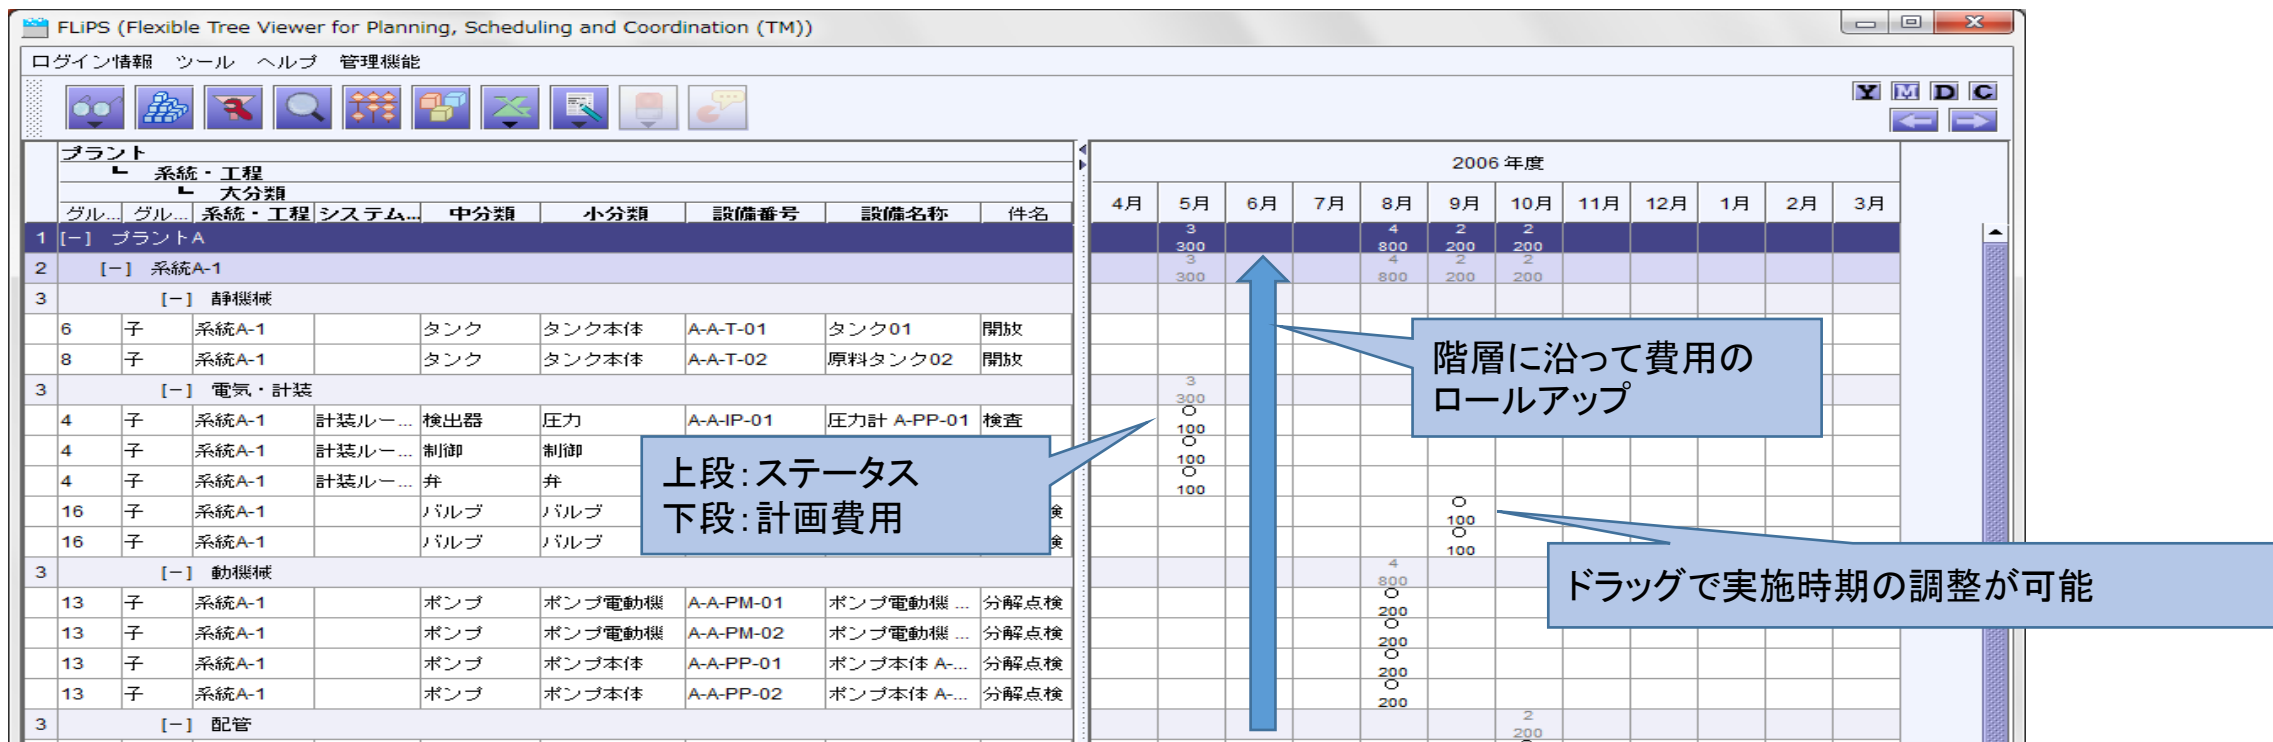 FLiPS (Flexible Tree Viewer for Planning, Scheduling and Coordination (TM))
ログイン情報 ツール ヘルプ 管理機能
Y M D C
プラント
系統・工程
大分類
グル... グル... 系統・工程 システム... 中分類 小分類 設備番号 設備名称 件名
2006 年度
4月 5月 6月 7月 8月 9月 10月 11月 12月 1月 2月 3月
1 [-] プラントA 3 4 2 2
300 800 200 200
2 [-] 系統A-1 3 4 2 2
300 800 200 200
3 [-] 静機械
6 子 系統A-1 タンク タンク本体 A-A-T-01 タンク01 開放
8 子 系統A-1 タンク タンク本体 A-A-T-02 原料タンク02 開放
階層に沿って費用の
ロールアップ
3 [-] 電気・計装 3
300
4 子 系統A-1 計装ルー... 検出器 圧力 A-A-IP-01 圧力計 A-PP-01 検査 ○
100
4 子 系統A-1 計装ルー... 制御 制御 ○
100
4 子 系統A-1 計装ルー... 弁 弁 ○
100
上段：ステータス
下段：計画費用
16 子 系統A-1 バルブ バルブ 検 ○
100
16 子 系統A-1 バルブ バルブ 検 ○
100
ドラッグで実施時期の調整が可能
3 [-] 動機械 4
800
13 子 系統A-1 ポンプ ポンプ電動機 A-A-PM-01 ポンプ電動機 ... 分解点検 ○
200
13 子 系統A-1 ポンプ ポンプ電動機 A-A-PM-02 ポンプ電動機 ... 分解点検 ○
200
13 子 系統A-1 ポンプ ポンプ本体 A-A-PP-01 ポンプ本体 A-... 分解点検 ○
200
13 子 系統A-1 ポンプ ポンプ本体 A-A-PP-02 ポンプ本体 A-... 分解点検 ○
200
3 [-] 配管 2
200